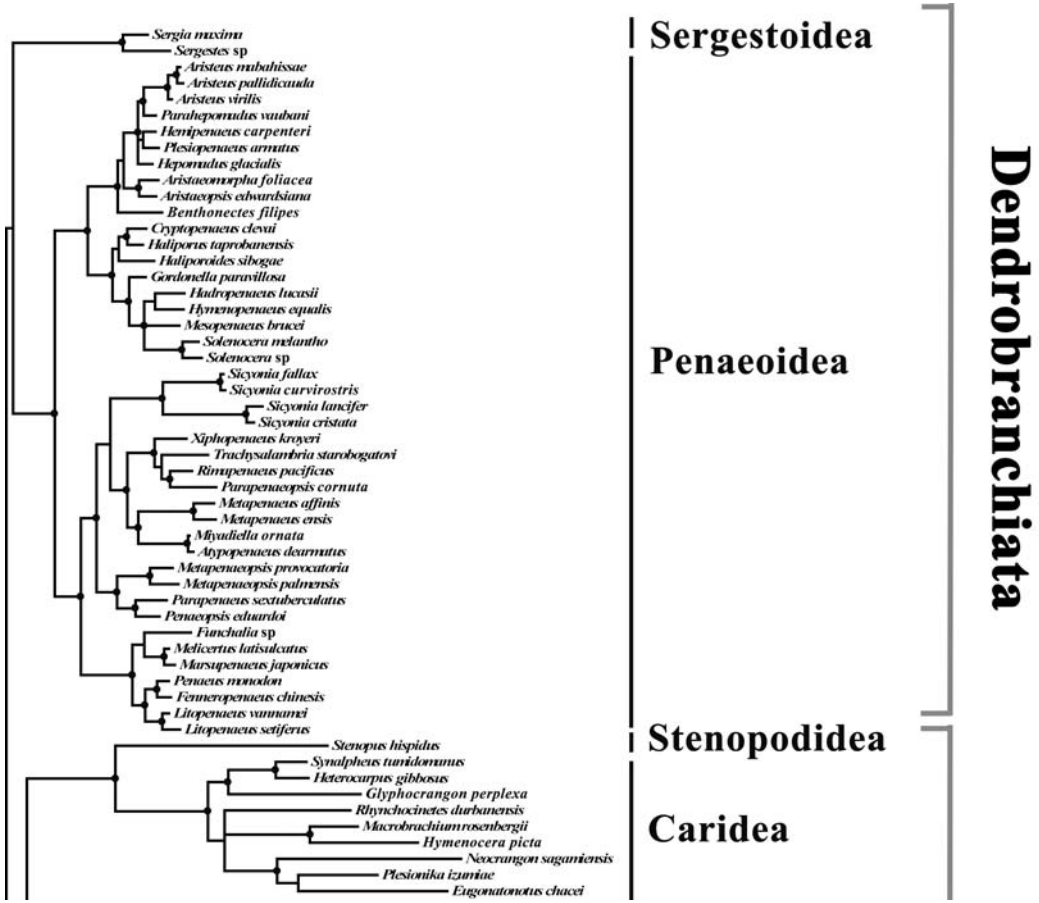 Sergia maxima
Sergestes sp
Aristeus mabahissae
Aristeus pallidicauda
Aristeus virilis
Parahepomadus vaubani
Hemipenaeus carpenteri
Plesiopenaeus armatus
Hepomadus glacialis
Aristaeomorpha foliacea
Aristaeopsis edwardsiana
Benthonectes filipes
Cryptopenaeus clevai
Haliporus taprobanensis
Haliporoides sibogae
Gordonella paravillosa
Hadropenaeus lucasii
Hymenopenaeus equalis
Mesopenaeus brucei
Solenocera melantho
Solenocera sp
Sicyonia fallax
Sicyonia curvirostris
Sicyonia lancifer
Sicyonia cristata
Xiphopenaeus kroyeri
Trachysalambria starobogatovi
Rimapenaeus pacificus
Parapenaeopsis cornuta
Metapenaeus affinis
Metapenaeus ensis
Miyadiella ornata
Atypopenaeus dearmatus
Metapenaeopsis provocatoria
Metapenaeopsis palmensis
Parapenaeus sextuberculatus
Penaeopsis eduardoi
Funchalia sp
Melicertus latisulcatus
Marsupenaeus japonicus
Penaeus monodon
Fenneropenaeus chinesis
Litopenaeus vannamei
Litopenaeus setiferus
Stenopus hispidus
Synalpheus tumidomanus
Heterocarpus gibbosus
Glyphocrangon perplexa
Rhynchocinetes durbanensis
Macrobrachium rosenbergii
Hymenocera picta
Neocrangon sagamiensis
Plesionika izumiae
Eugonatonotus chacei
Sergestoidea
Penaeoidea
Stenopodidea
Caridea
Dendrobranchiata